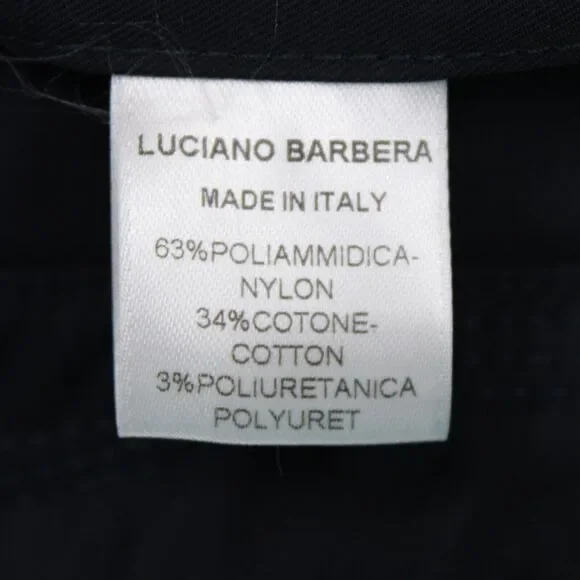 LUCIANO BARBERA
MADE IN ITALY
63%POLIAMMIDICA-
NYLON
34%COTONE-
COTTON
3%POLIURETANICA
POLYURET